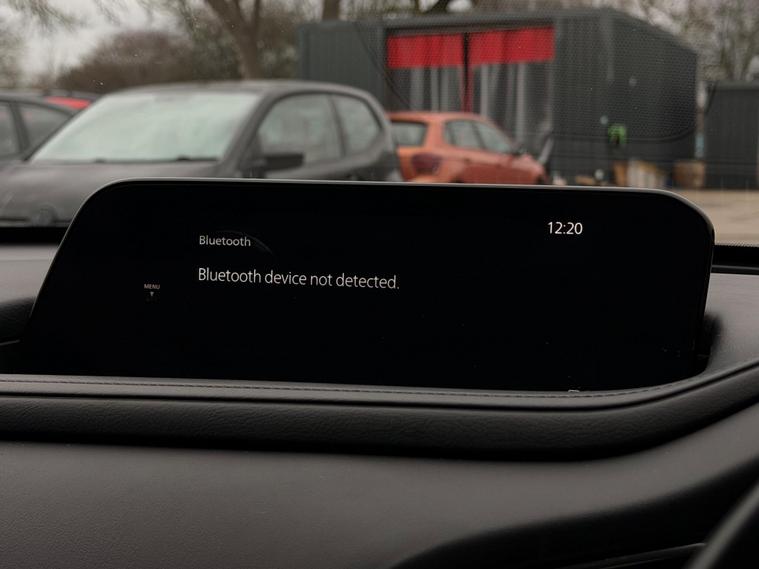 12:20
Bluetooth
Bluetooth device not detected.
MENU